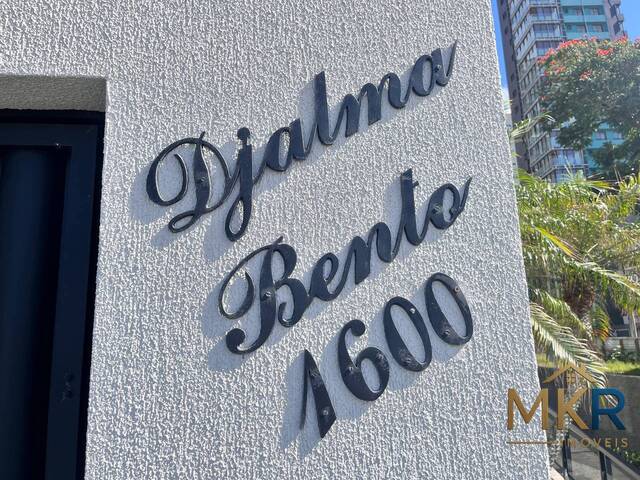 Djalma
Bento
1600
MKR
IMÓVEIS